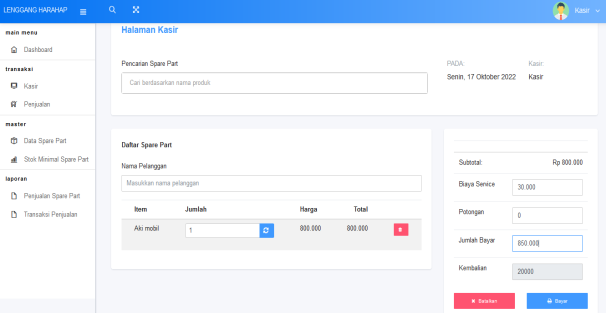 LENGGANG HARAHAP
Kasir
main menu
Dashboard
transaksi
Kasir
Penjualan
master
Data Spare Part
Stok Minimal Spare Part
laporan
Penjualan Spare Part
Transaksi Penjualan
Halaman Kasir
Pencarian Spare Part
Cari berdasarkan nama produk
PADA: Kasir:
Senin, 17 Oktober 2022 Kasir
Daftar Spare Part
Nama Pelanggan
Masukkan nama pelanggan
Item Jumlah Harga Total
Aki mobil 1 800.000 800.000
Subtotal: Rp 800.000
Biaya Service 30.000
Potongan 0
Jumlah Bayar 850.000
Kembalian 20000
Batalkan Bayar